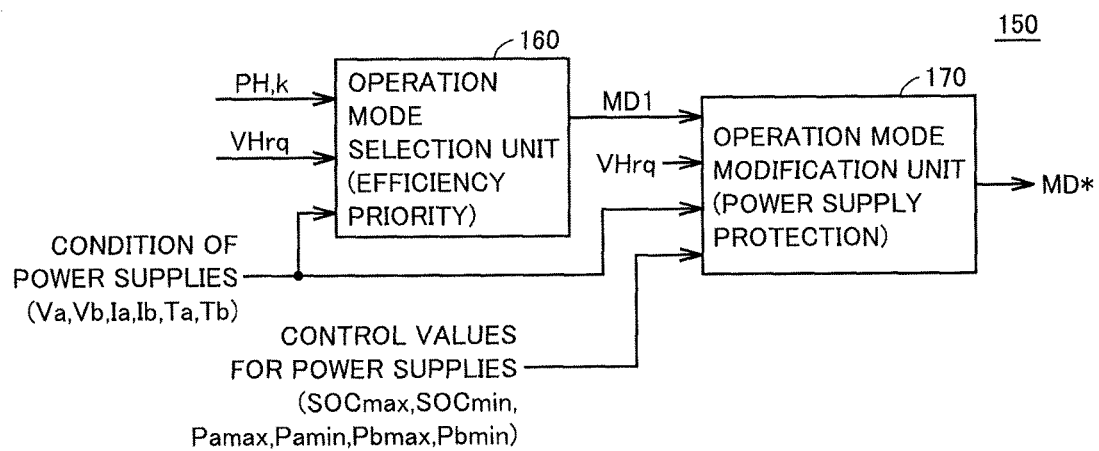 150
160
PH,k
VHrq
OPERATION
MODE
SELECTION UNIT
(EFFICIENCY
PRIORITY)
MD1
170
VHrq
OPERATION MODE
MODIFICATION UNIT
(POWER SUPPLY
PROTECTION)
MD*
CONDITION OF
POWER SUPPLIES
(Va,Vb,Ia,Ib,Ta,Tb)
CONTROL VALUES
FOR POWER SUPPLIES
(SOCmax,SOCmin,
Pamax,Pamin,Pbmax,Pbmin)